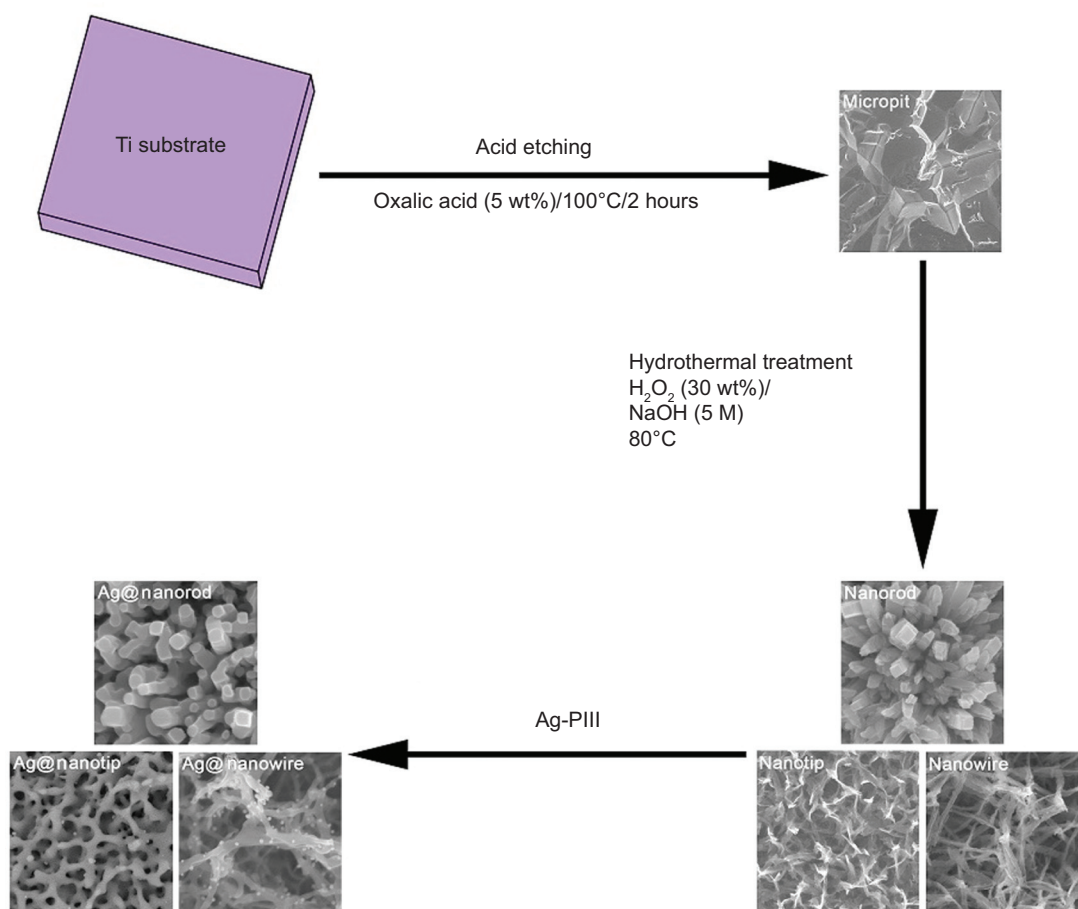 Ti substrate
Acid etching
Oxalic acid (5 wt%)/100°C/2 hours
Micropit
Hydrothermal treatment
H₂O₂ (30 wt%)/
NaOH (5 M)
80°C
Nanorod
Nanotip
Nanowire
Ag-PIII
Ag@nanorod
Ag@nanotip
Ag@nanowire